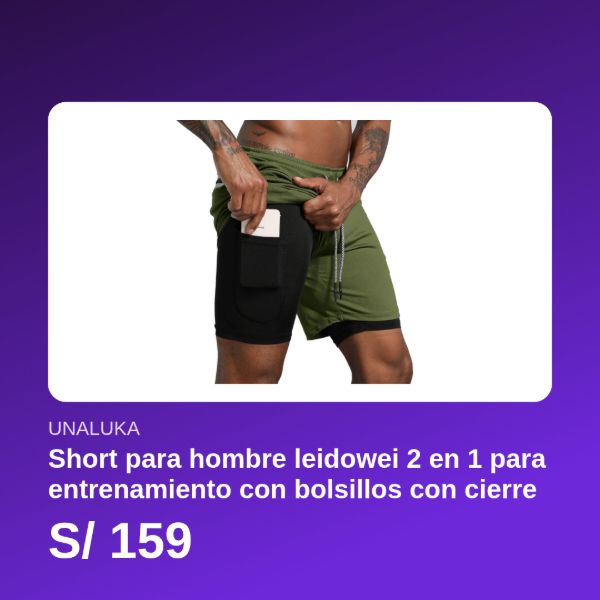 UNALUKA
Short para hombre leidowei 2 en 1 para
entrenamiento con bolsillos con cierre
S/ 159